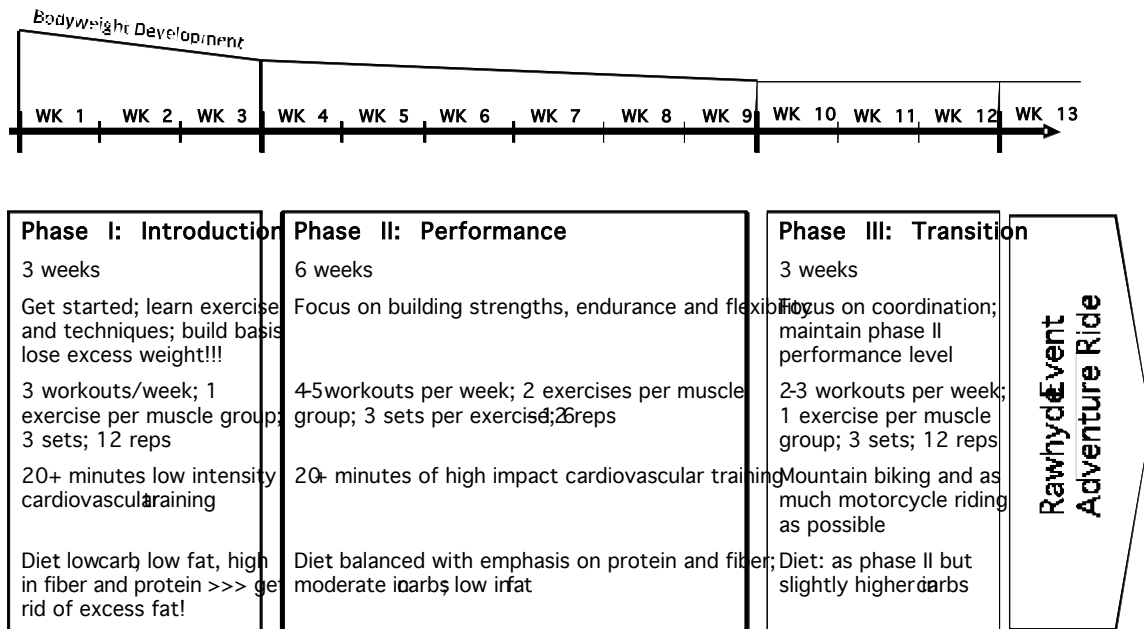 Bodyweight Development
WK 1 WK 2 WK 3 WK 4 WK 5 WK 6 WK 7 WK 8 WK 9 WK 10 WK 11 WK 12 WK 13
Phase I: Introduction
3 weeks
Get started; learn exercise
and techniques; build basis
lose excess weight!!!
3 workouts/week; 1
exercise per muscle group;
3 sets; 12 reps
20+ minutes low intensity
cardiovascular training
Diet lowcarb, low fat, high
in fiber and protein >>> get
rid of excess fat!
Phase II: Performance
6 weeks
Focus on building strengths, endurance and flexibility
4-5 workouts per week; 2 exercises per muscle
group; 3 sets per exercise; 12-6 reps
20+ minutes of high impact cardiovascular training
Diet balanced with emphasis on protein and fiber;
moderate in carbs; low in fat
Phase III: Transition
3 weeks
Focus on coordination;
maintain phase II
performance level
2-3 workouts per week;
1 exercise per muscle
group; 3 sets; 12 reps
Mountain biking and as
much motorcycle riding
as possible
Diet: as phase II but
slightly higher in carbs
Rawhyde Event
Adventure Ride